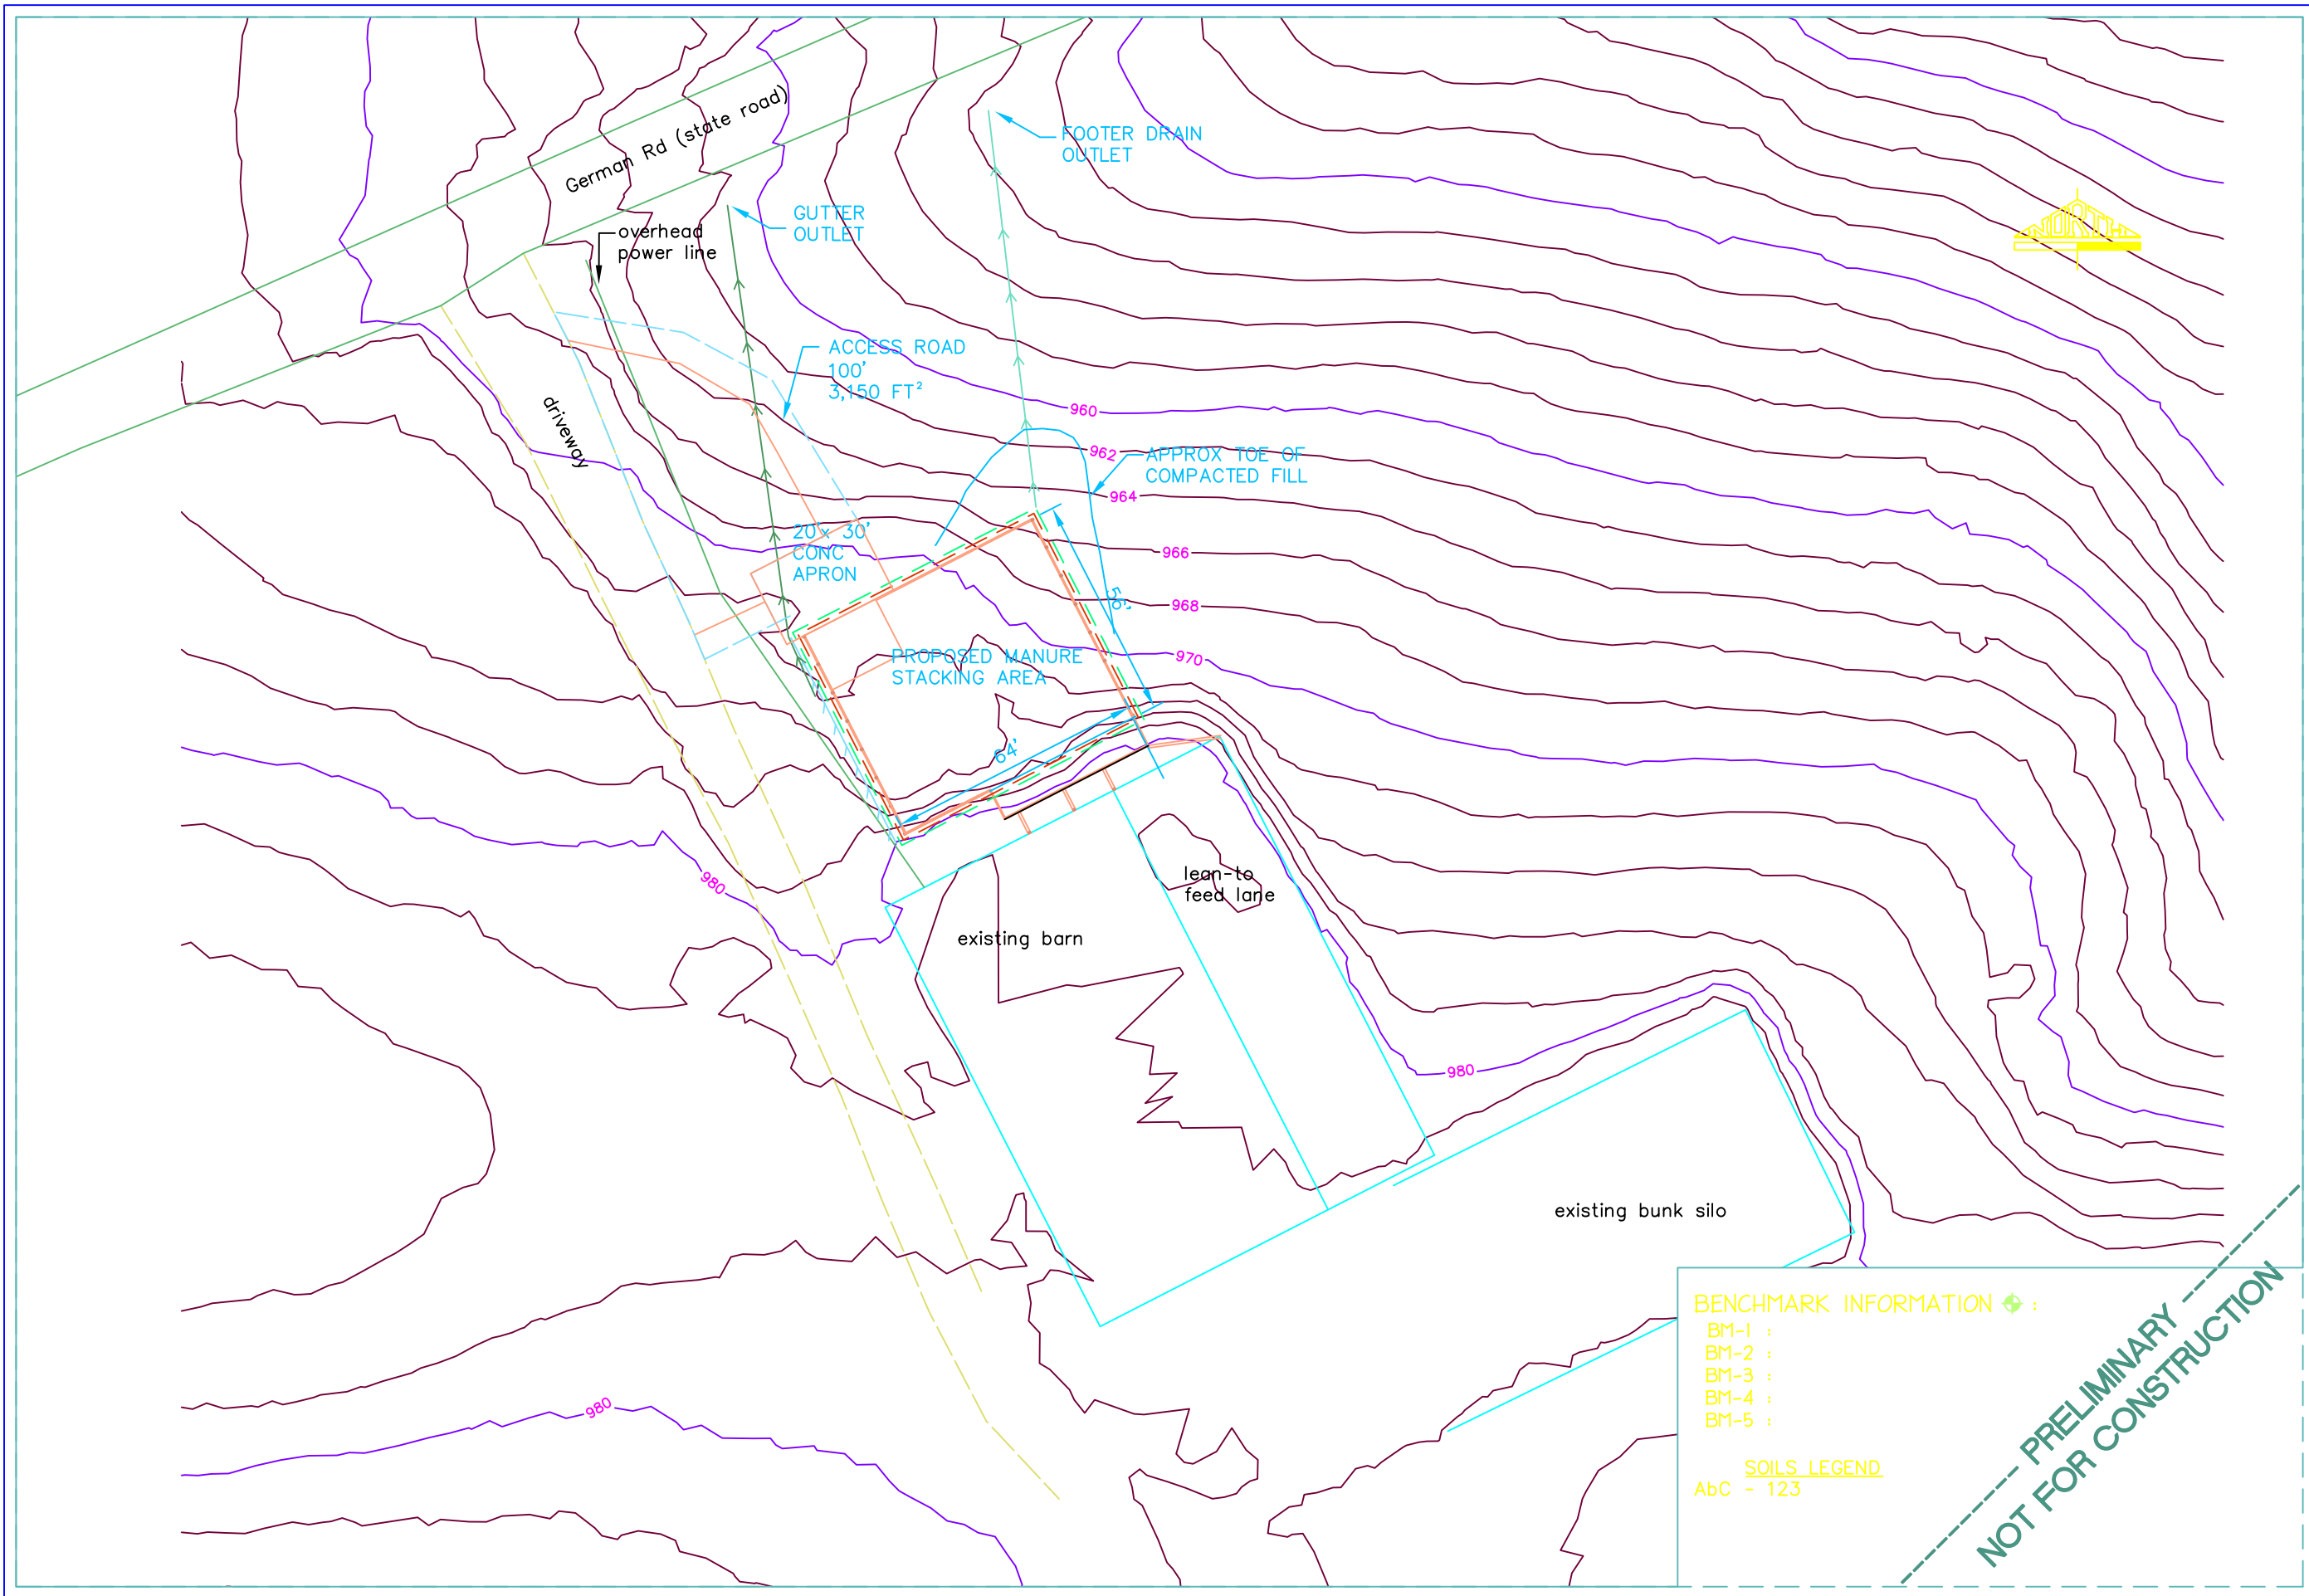 German Rd (state road)
FOOTER DRAIN
OUTLET
GUTTER
OUTLET
overhead
power line
NORTH
ACCESS ROAD
100'
3,150 FT²
driveway
960
962
APPROX TOE OF
COMPACTED FILL
964
20'x 30'
CONC
APRON
966
58'
968
PROPOSED MANURE
STACKING AREA
970
64'
980
lean-to
feed lane
existing barn
980
existing bunk silo
980
BENCHMARK INFORMATION :
BM-1 :
BM-2 :
BM-3 :
BM-4 :
BM-5 :
SOILS LEGEND
AbC - 123
PRELIMINARY
NOT FOR CONSTRUCTION